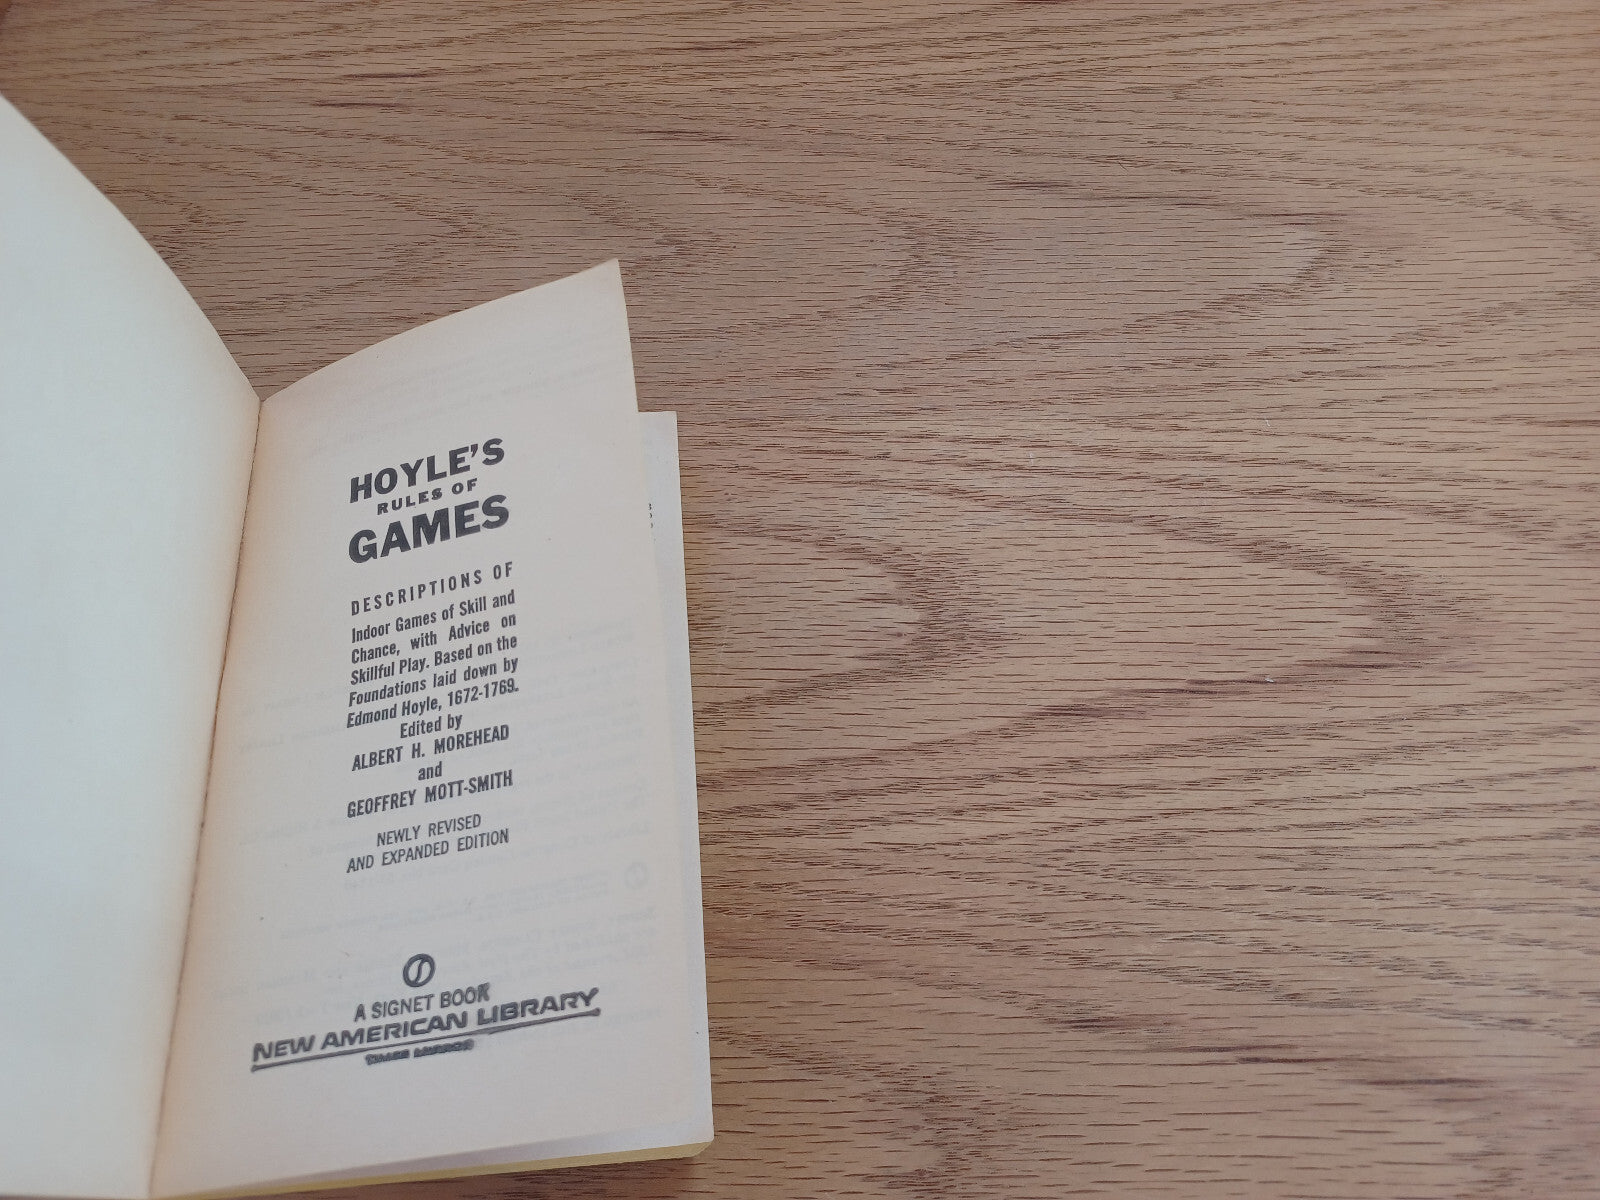 HOYLE'S
RULES OF
GAMES
DESCRIPTIONS OF
Indoor Games of Skill and
Chance, with Advice on
Skillful Play. Based on the
Foundations laid down by
Edmond Hoyle, 1672-1769.
Edited by
ALBERT H. MOREHEAD
and
GEOFFREY MOTT-SMITH
NEWLY REVISED
AND EXPANDED EDITION
A SIGNET BOOK
NEW AMERICAN LIBRARY
TIMES MIRROR